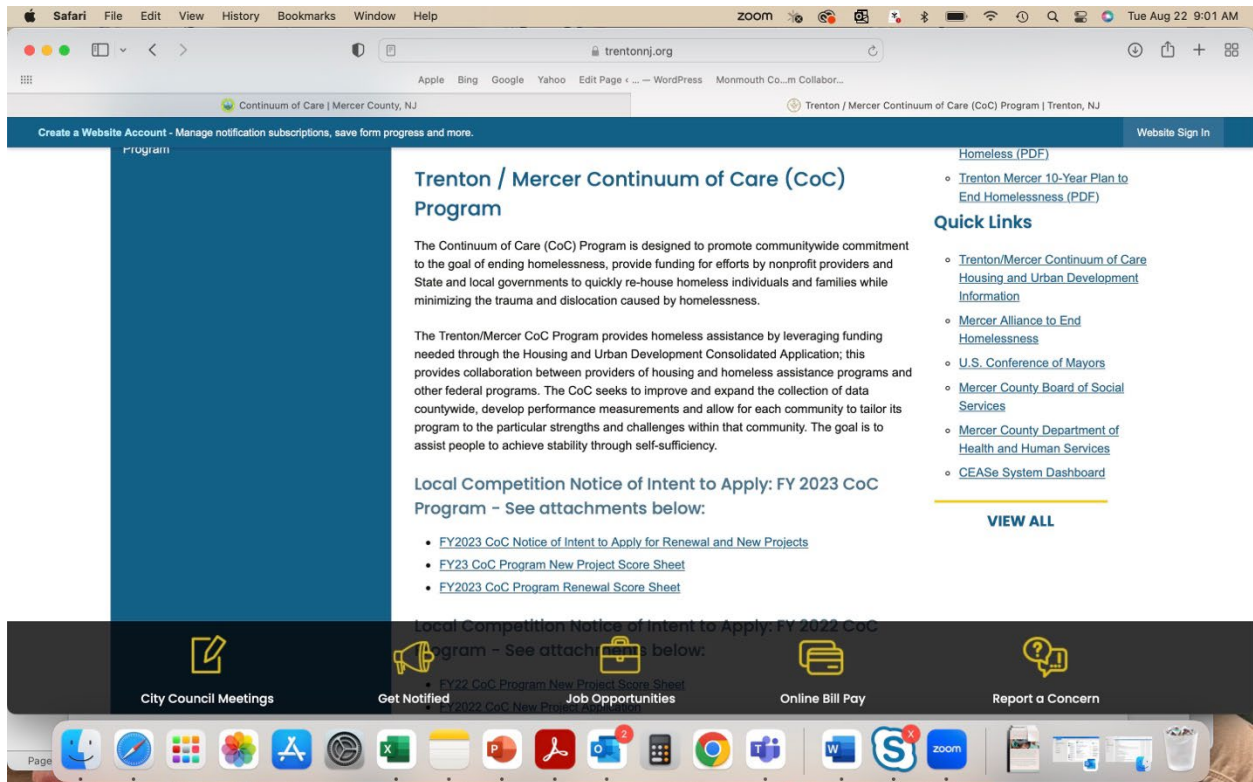 Safari File Edit View History Bookmarks Window Help zoom Tue Aug 22 9:01 AM
trentonnj.org
Apple Bing Google Yahoo Edit Page ‹ ... — WordPress Monmouth Co...m Collabor...
Continuum of Care | Mercer County, NJ Trenton / Mercer Continuum of Care (CoC) Program | Trenton, NJ
Create a Website Account - Manage notification subscriptions, save form progress and more. Website Sign In
Program
Trenton / Mercer Continuum of Care (CoC)
Program
The Continuum of Care (CoC) Program is designed to promote communitywide commitment
to the goal of ending homelessness, provide funding for efforts by nonprofit providers and
State and local governments to quickly re-house homeless individuals and families while
minimizing the trauma and dislocation caused by homelessness.
The Trenton/Mercer CoC Program provides homeless assistance by leveraging funding
needed through the Housing and Urban Development Consolidated Application; this
provides collaboration between providers of housing and homeless assistance programs and
other federal programs. The CoC seeks to improve and expand the collection of data
countywide, develop performance measurements and allow for each community to tailor its
program to the particular strengths and challenges within that community. The goal is to
assist people to achieve stability through self-sufficiency.
Local Competition Notice of Intent to Apply: FY 2023 CoC
Program – See attachments below:
• FY2023 CoC Notice of Intent to Apply for Renewal and New Projects
• FY23 CoC Program New Project Score Sheet
• FY2023 CoC Program Renewal Score Sheet
Local Competition Notice of Intent to Apply: FY 2022 CoC
Program – See attachments below:
• FY22 CoC Program New Project Score Sheet
• FY2022 CoC New Project Application
Homeless (PDF)
Trenton Mercer 10-Year Plan to
End Homelessness (PDF)
Quick Links
Trenton/Mercer Continuum of Care
Housing and Urban Development
Information
Mercer Alliance to End
Homelessness
U.S. Conference of Mayors
Mercer County Board of Social
Services
Mercer County Department of
Health and Human Services
CEASe System Dashboard
VIEW ALL
City Council Meetings Get Notified Job Opportunities Online Bill Pay Report a Concern
Page
2
zoom